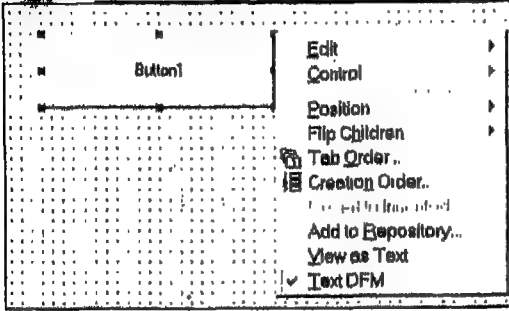 Button1
Edit
Control
Position
Flip Children
Tab Order..
Creation Order..
Add to Repository...
View as Text
Text DFM